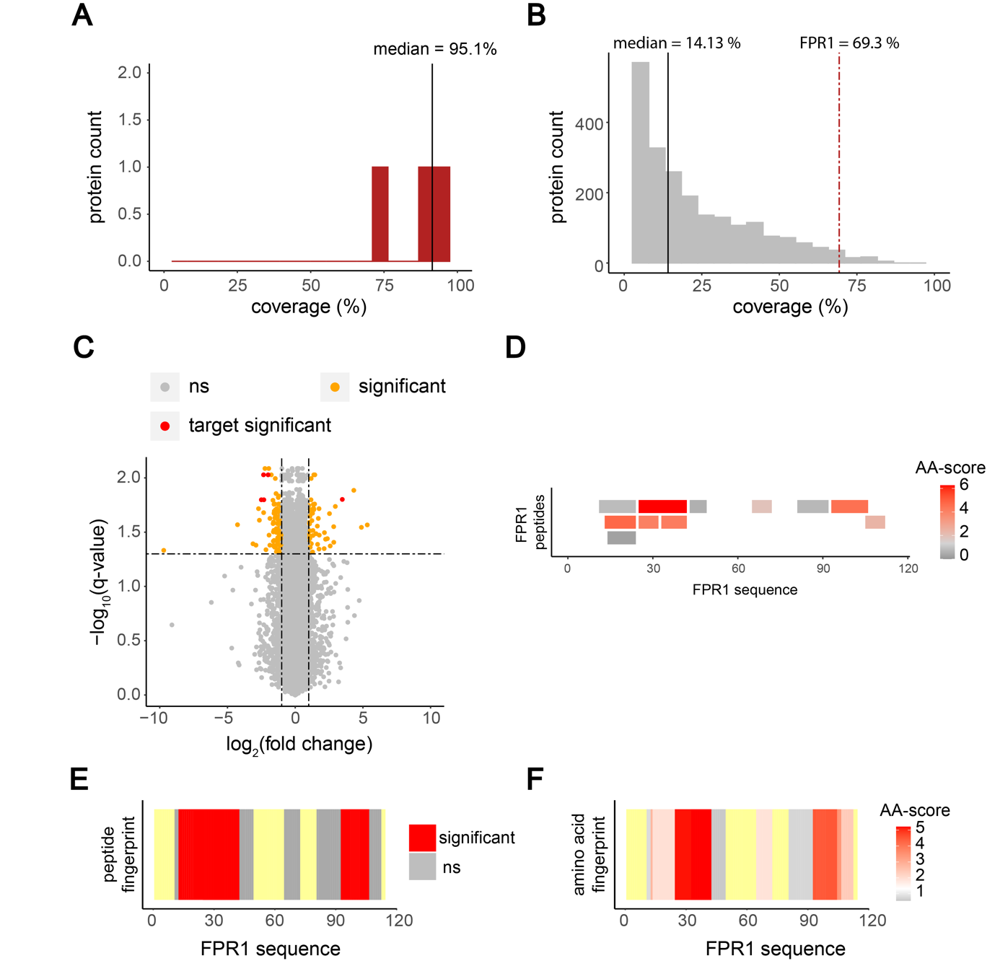 A
median = 95.1%
2.0
1.5
1.0
0.5
0.0
protein count
0 25 50 75 100
coverage (%)
B
median = 14.13 %
FPR1 = 69.3 %
400
200
0
protein count
0 25 50 75 100
coverage (%)
C
ns
significant
target significant
2.0
1.5
1.0
0.5
0.0
−log10(q-value)
−10 −5 0 5 10
log2(fold change)
D
FPR1
peptides
0 30 60 90 120
FPR1 sequence
AA-score
6
4
2
0
E
peptide
fingerprint
0 30 60 90 120
FPR1 sequence
significant
ns
F
amino acid
fingerprint
0 30 60 90 120
FPR1 sequence
AA-score
5
4
3
2
1